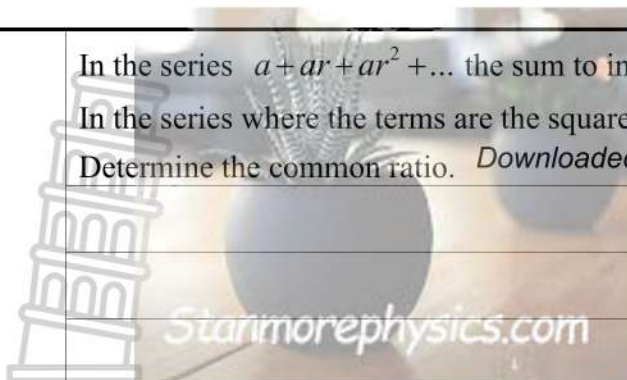 In the series a + ar + ar² + ... the sum to in
In the series where the terms are the square
Determine the common ratio. Downloaded
Stanmorephysics.com